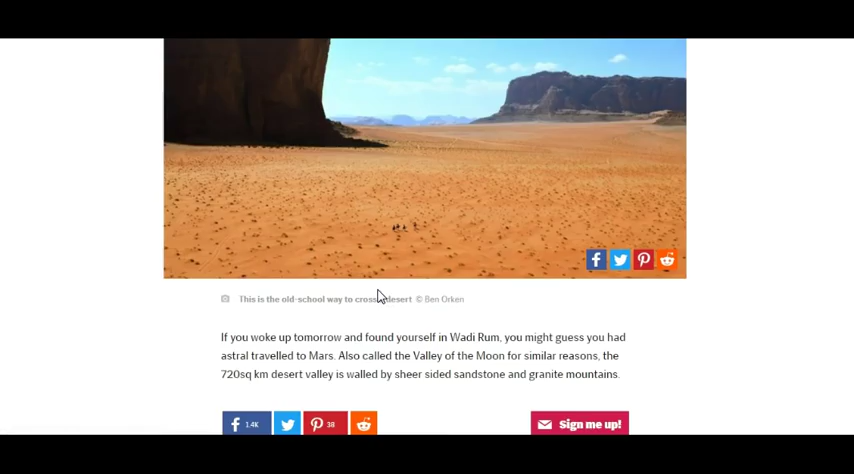 This is the old-school way to cross desert © Ben Orken
If you woke up tomorrow and found yourself in Wadi Rum, you might guess you had
astral travelled to Mars. Also called the Valley of the Moon for similar reasons, the
720sq km desert valley is walled by sheer sided sandstone and granite mountains.
1.4K 38 Sign me up!